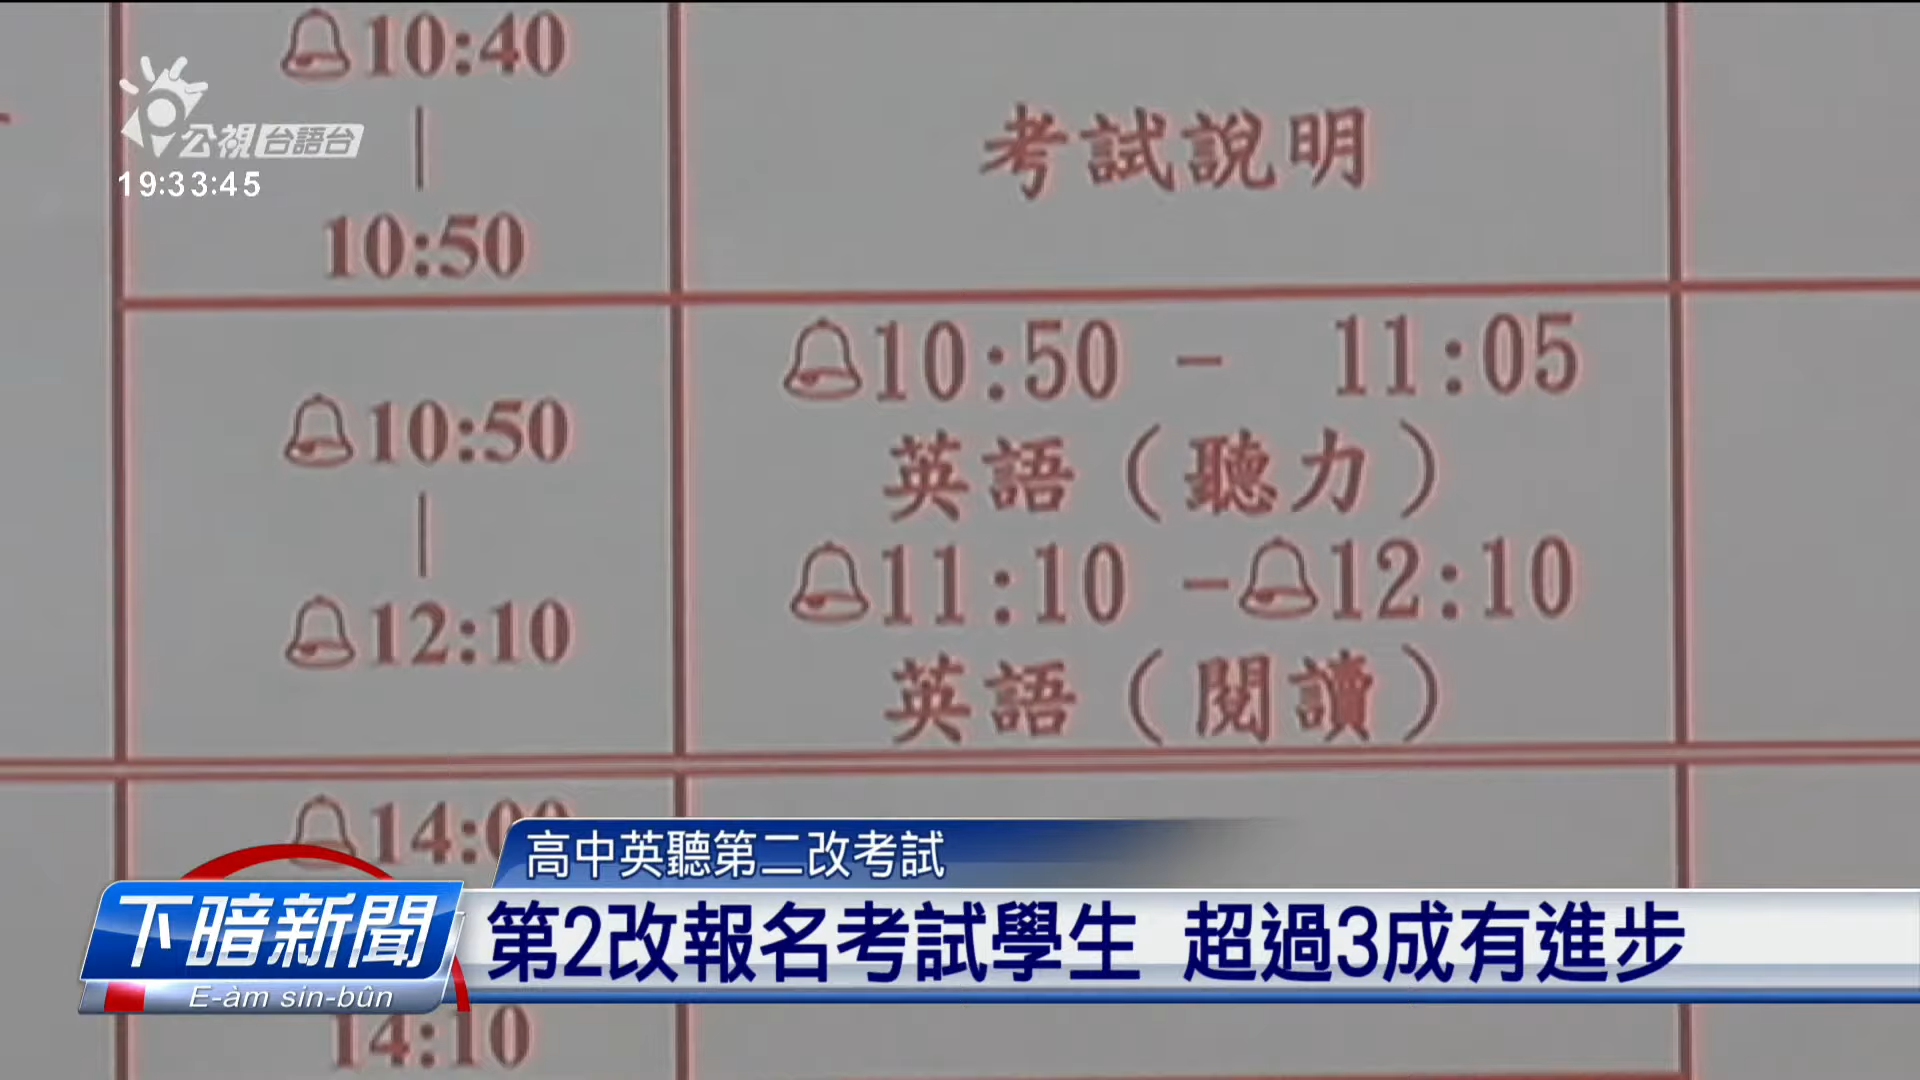 公視台語台
19:33:45
10:40
|
10:50
考試說明
10:50
|
12:10
10:50 - 11:05
英語（聽力）
11:10 - 12:10
英語（閱讀）
14:00
14:10
高中英聽第二改考試
下暗新聞
E-àm sin-bûn
第2改報名考試學生 超過3成有進步